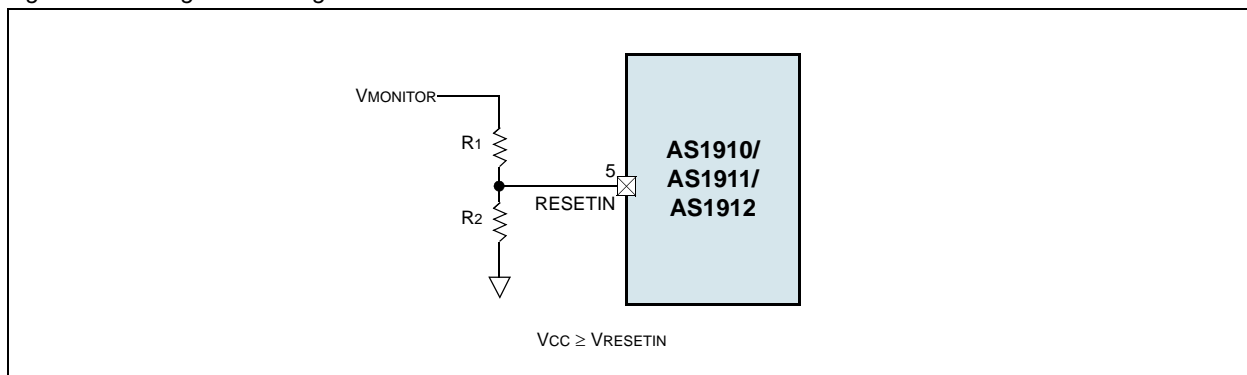 VMONITOR
R1
5
RESETIN
R2
AS1910/
AS1911/
AS1912
VCC ≥ VRESETIN